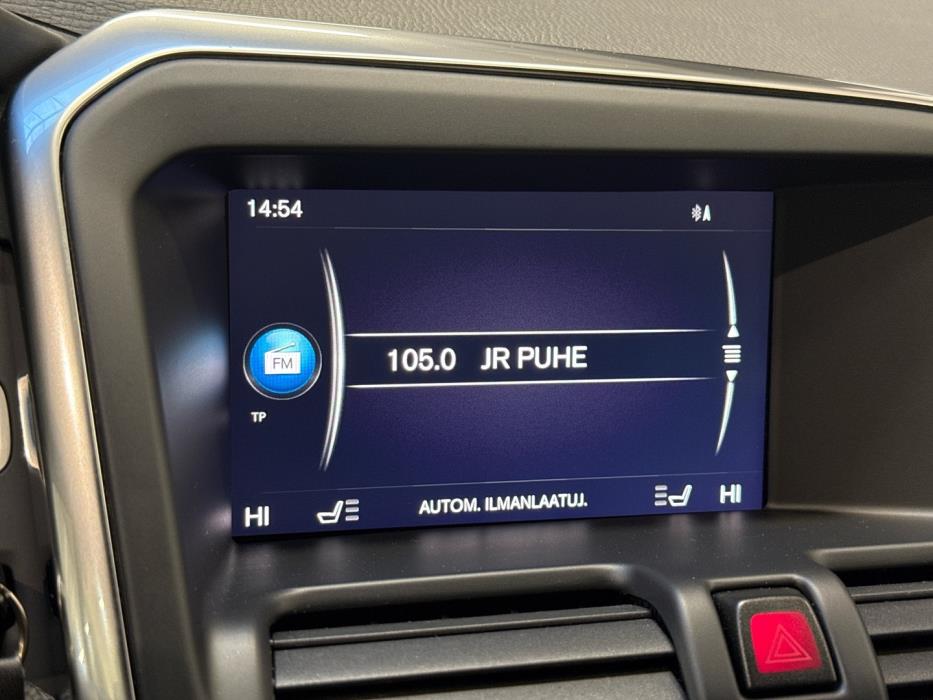 14:54
FM
105.0 JR PUHE
TP
HI AUTOM. ILMANLAATUJ. HI